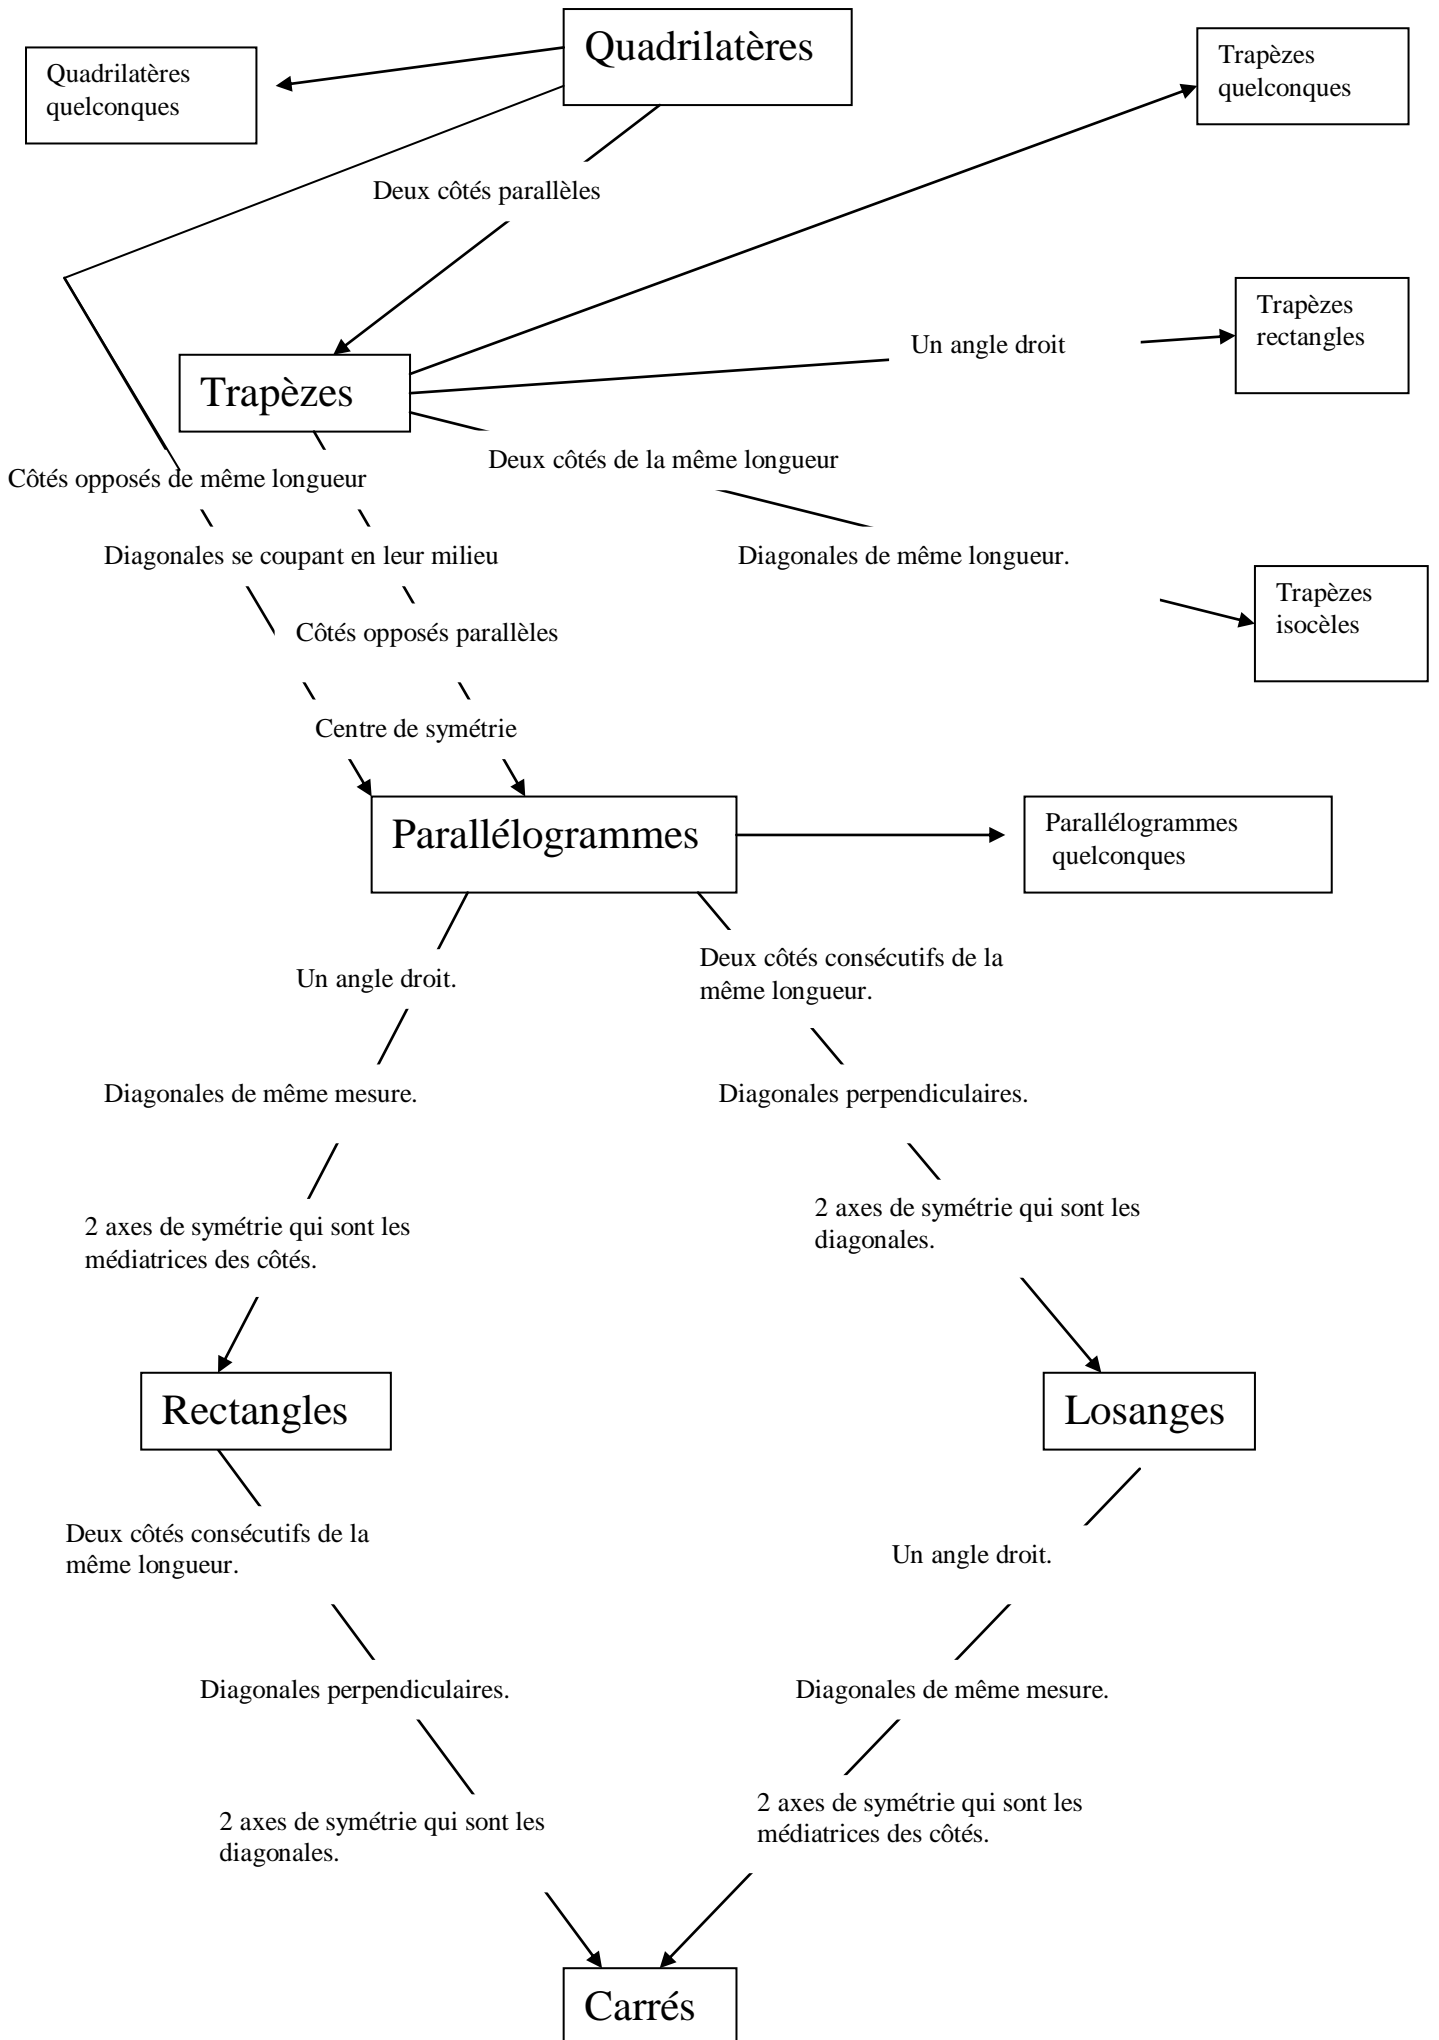 Quadrilatères
Quadrilatères
quelconques
Trapèzes
quelconques
Deux côtés parallèles
Trapèzes
rectangles
Un angle droit
Trapèzes
Deux côtés de la même longueur
Côtés opposés de même longueur
Diagonales se coupant en leur milieu
Diagonales de même longueur.
Trapèzes
isocèles
Côtés opposés parallèles
Centre de symétrie
Parallélogrammes
Parallélogrammes
quelconques
Un angle droit.
Deux côtés consécutifs de la
même longueur.
Diagonales de même mesure.
Diagonales perpendiculaires.
2 axes de symétrie qui sont les
médiatrices des côtés.
2 axes de symétrie qui sont les
diagonales.
Rectangles
Losanges
Deux côtés consécutifs de la
même longueur.
Un angle droit.
Diagonales perpendiculaires.
Diagonales de même mesure.
2 axes de symétrie qui sont les
diagonales.
2 axes de symétrie qui sont les
médiatrices des côtés.
Carrés